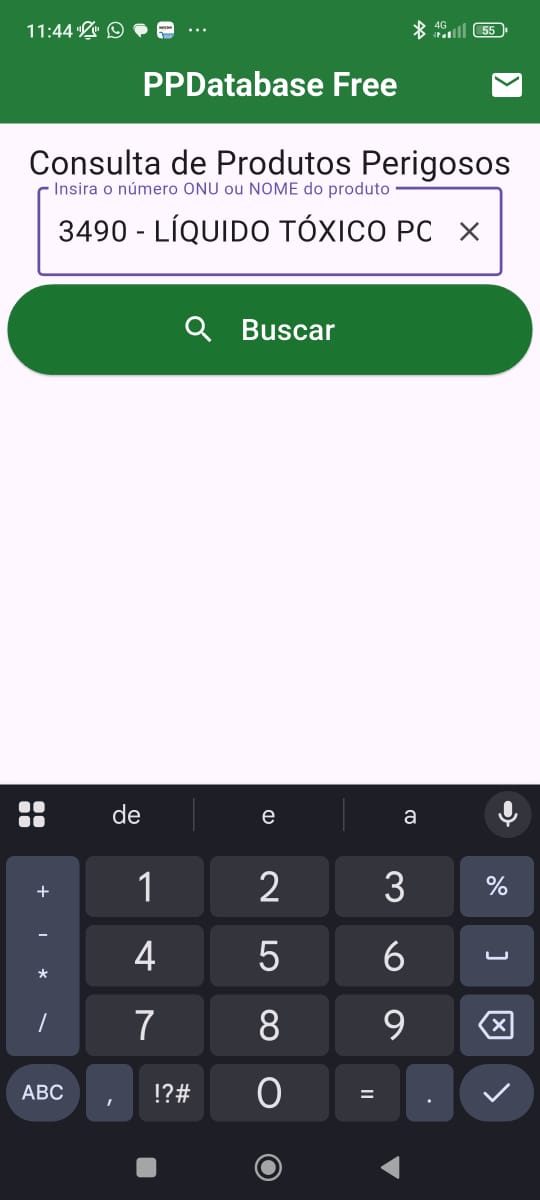 11:44 4G 55
PPDatabase Free
Consulta de Produtos Perigosos
Insira o número ONU ou NOME do produto
3490 - LÍQUIDO TÓXICO PO
Buscar
de e a
+ 1 2 3 %
- 4 5 6
* 7 8 9
/
ABC , !?# 0 = .